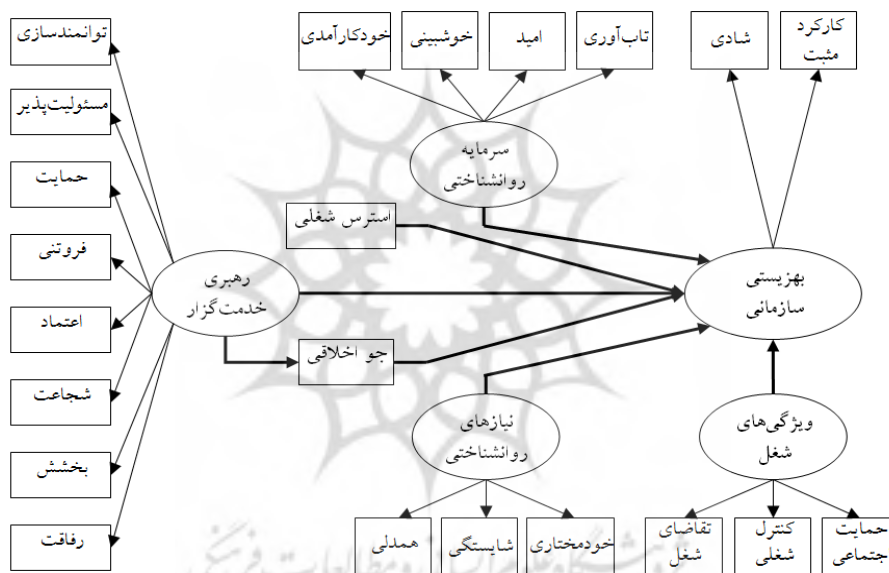 توانمندسازی
مسئولیت‌پذیر
حمایت
فروتنی
اعتماد
شجاعت
بخشش
رفاقت
رهبری
خدمت‌گزار
خودکارآمدی
خوشبینی
امید
تاب‌آوری
سرمایه
روانشناختی
استرس شغلی
جو اخلاقی
نیازهای
روانشناختی
همدلی
شایستگی
خودمختاری
شادی
کارکرد
مثبت
بهزیستی
سازمانی
ویژگی‌های
شغل
تقاضای
شغل
کنترل
شغلی
حمایت
جتماعی